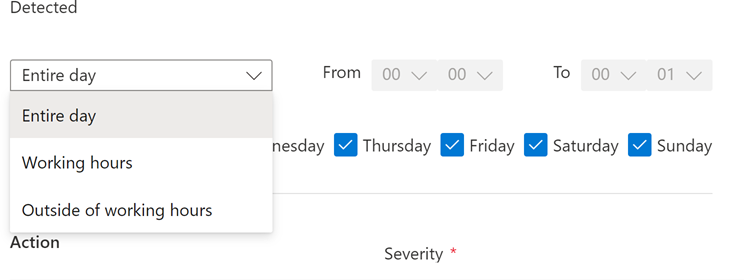 Detected
Entire day From 00 00 To 00 01
Entire day
nesday Thursday Friday Saturday Sunday
Working hours
Outside of working hours
Action
Severity *